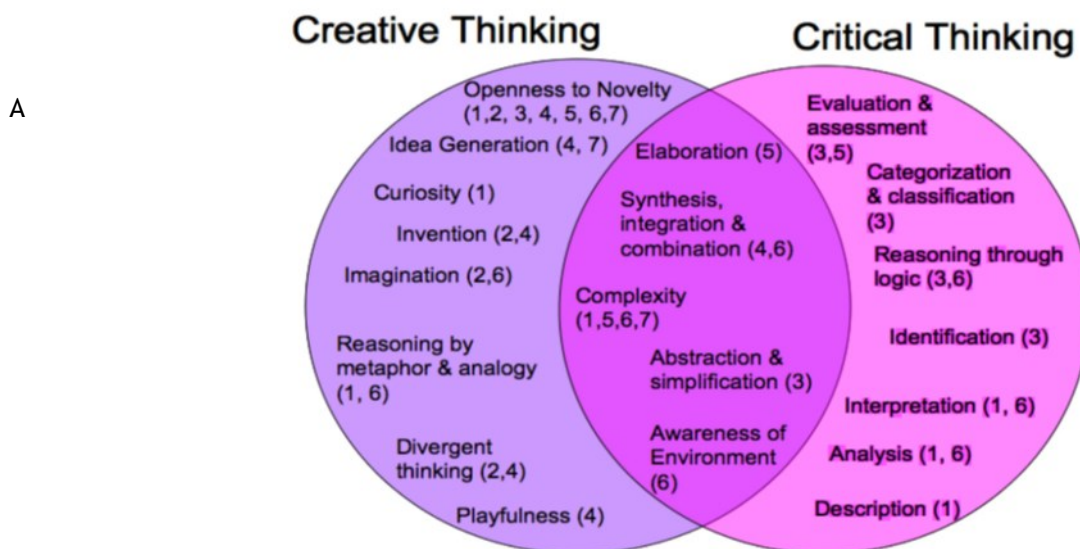 Creative Thinking
Critical Thinking
A
Openness to Novelty
(1,2, 3, 4, 5, 6,7)
Idea Generation (4, 7)
Curiosity (1)
Invention (2,4)
Imagination (2,6)
Reasoning by
metaphor & analogy
(1, 6)
Divergent
thinking (2,4)
Playfulness (4)
Elaboration (5)
Synthesis,
integration &
combination (4,6)
Complexity
(1,5,6,7)
Abstraction &
simplification (3)
Awareness of
Environment
(6)
Evaluation &
assessment
(3,5)
Categorization
& classification
(3)
Reasoning through
logic (3,6)
Identification (3)
Interpretation (1, 6)
Analysis (1, 6)
Description (1)